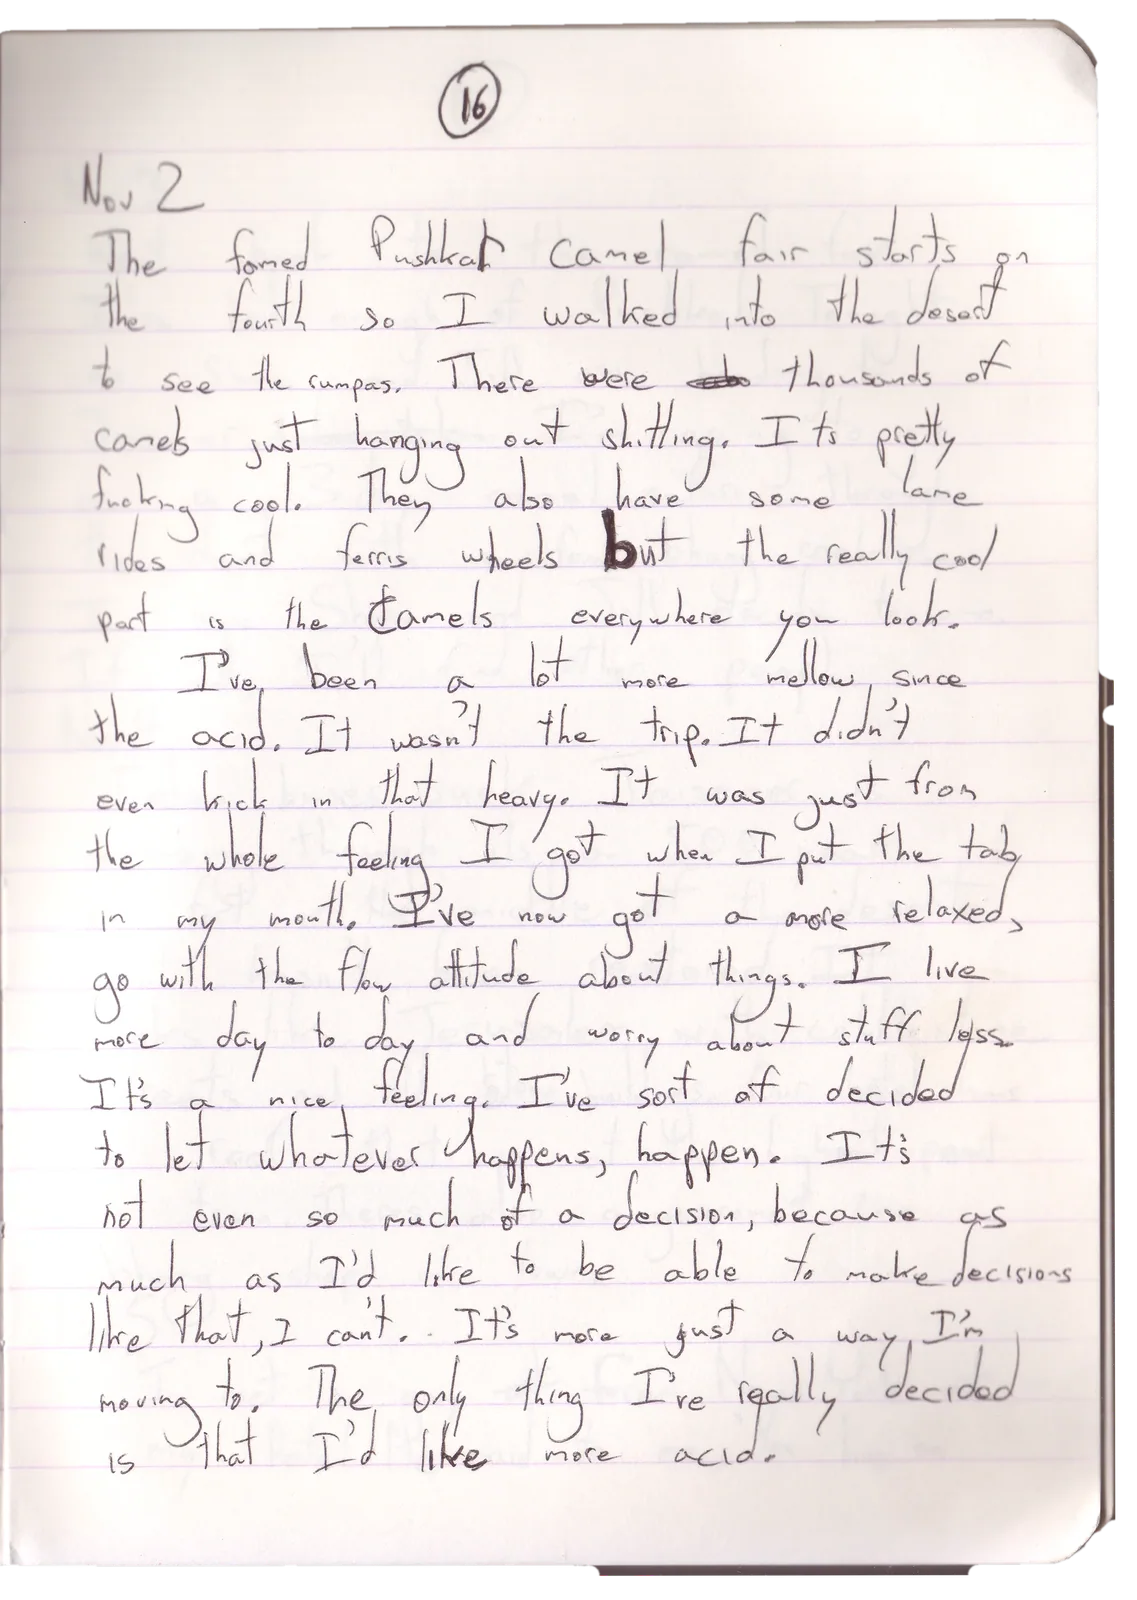 16
Nov 2
The famed Pushkar Camel fair starts on
the fourth so I walked into the desert
to see the rumpas. There were thousands of
camels just hanging out shitting. Its pretty
fucking cool. They also have some lame
rides and ferris wheels but the really cool
part is the Camels everywhere you look.
I've been a lot more mellow since
the acid. It wasn't the trip. It didn't
even kick in that heavy. It was just from
the whole feeling I got when I put the tab
in my mouth. I've now got a more relaxed,
go with the flow attitude about things. I live
more day to day and worry about stuff less.
It's a nice feeling. I've sort of decided
to let whatever happens, happen. It's
not even so much of a decision, because as
much as I'd like to be able to make decisions
like that, I can't. It's more just a way I'm
moving to. The only thing I've really decided
is that I'd like more acid.